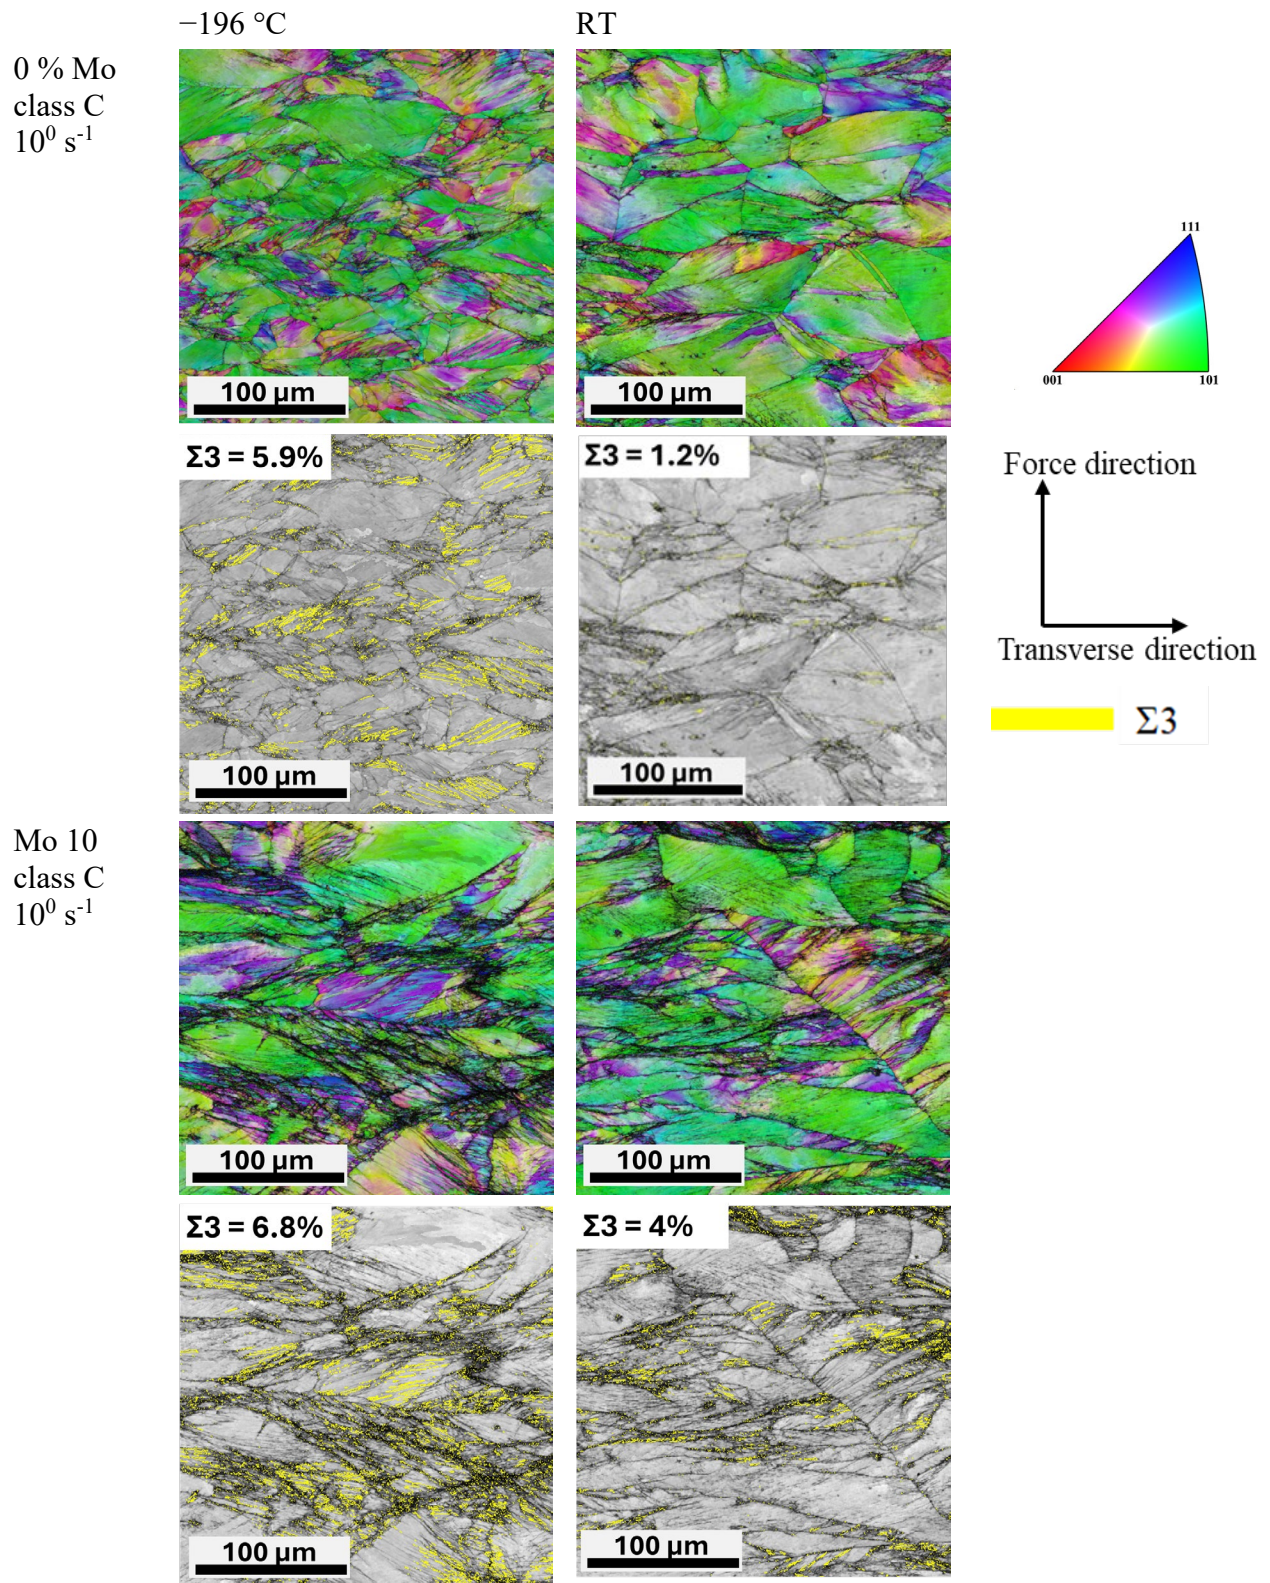 −196 °C
RT
0 % Mo
class C
10⁰ s⁻¹
100 µm
100 µm
111
001
101
Σ3 = 5.9%
Σ3 = 1.2%
Force direction
Transverse direction
Σ3
100 µm
100 µm
Mo 10
class C
10⁰ s⁻¹
100 µm
100 µm
Σ3 = 6.8%
Σ3 = 4%
100 µm
100 µm